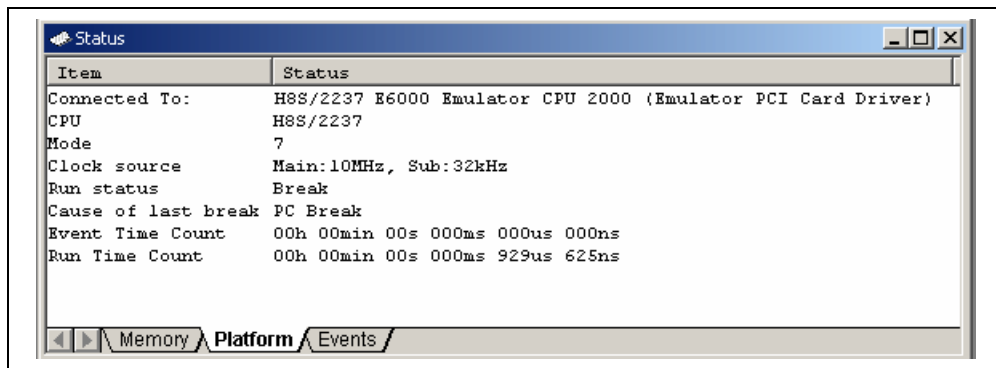 Status
Item Status
Connected To: H8S/2237 E6000 Emulator CPU 2000 (Emulator PCI Card Driver)
CPU H8S/2237
Mode 7
Clock source Main:10MHz, Sub:32kHz
Run status Break
Cause of last break PC Break
Event Time Count 00h 00min 00s 000ms 000us 000ns
Run Time Count 00h 00min 00s 000ms 929us 625ns
Memory Platform Events